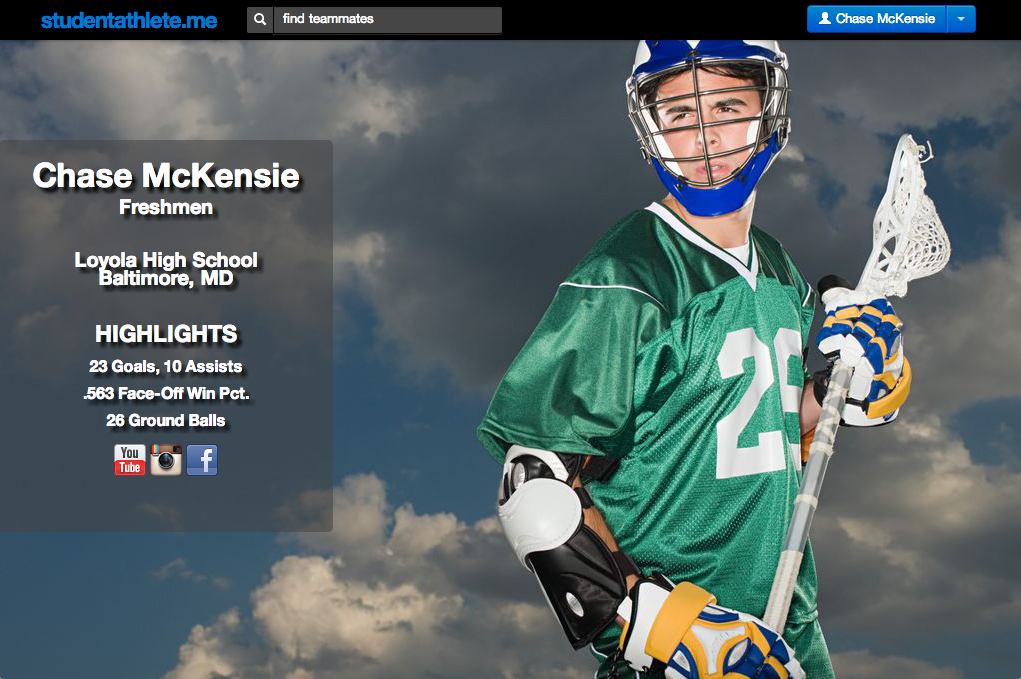 studentathlete.me
find teammates
Chase McKensie
Chase McKensie
Freshmen
Loyola High School
Baltimore, MD
HIGHLIGHTS
23 Goals, 10 Assists
.563 Face-Off Win Pct.
26 Ground Balls
You
Tube
f